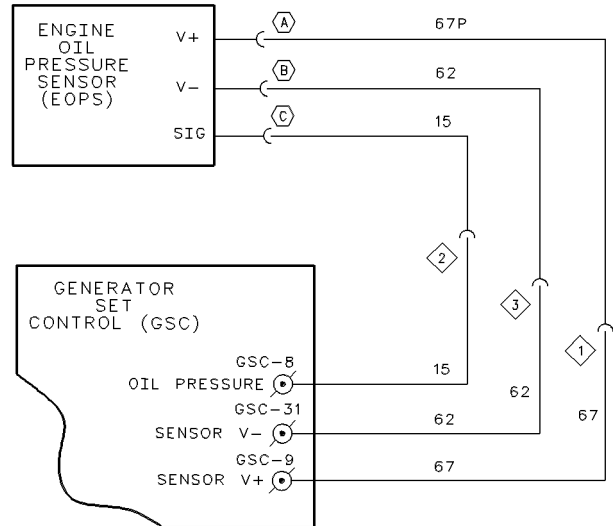 ENGINE
OIL
PRESSURE
SENSOR
(EOPS)
V+
A
67P
V-
B
62
SIG
C
15
2
3
1
GENERATOR
SET
CONTROL (GSC)
GSC-8
OIL PRESSURE
15
GSC-31
SENSOR V-
62
62
67
GSC-9
SENSOR V+
67